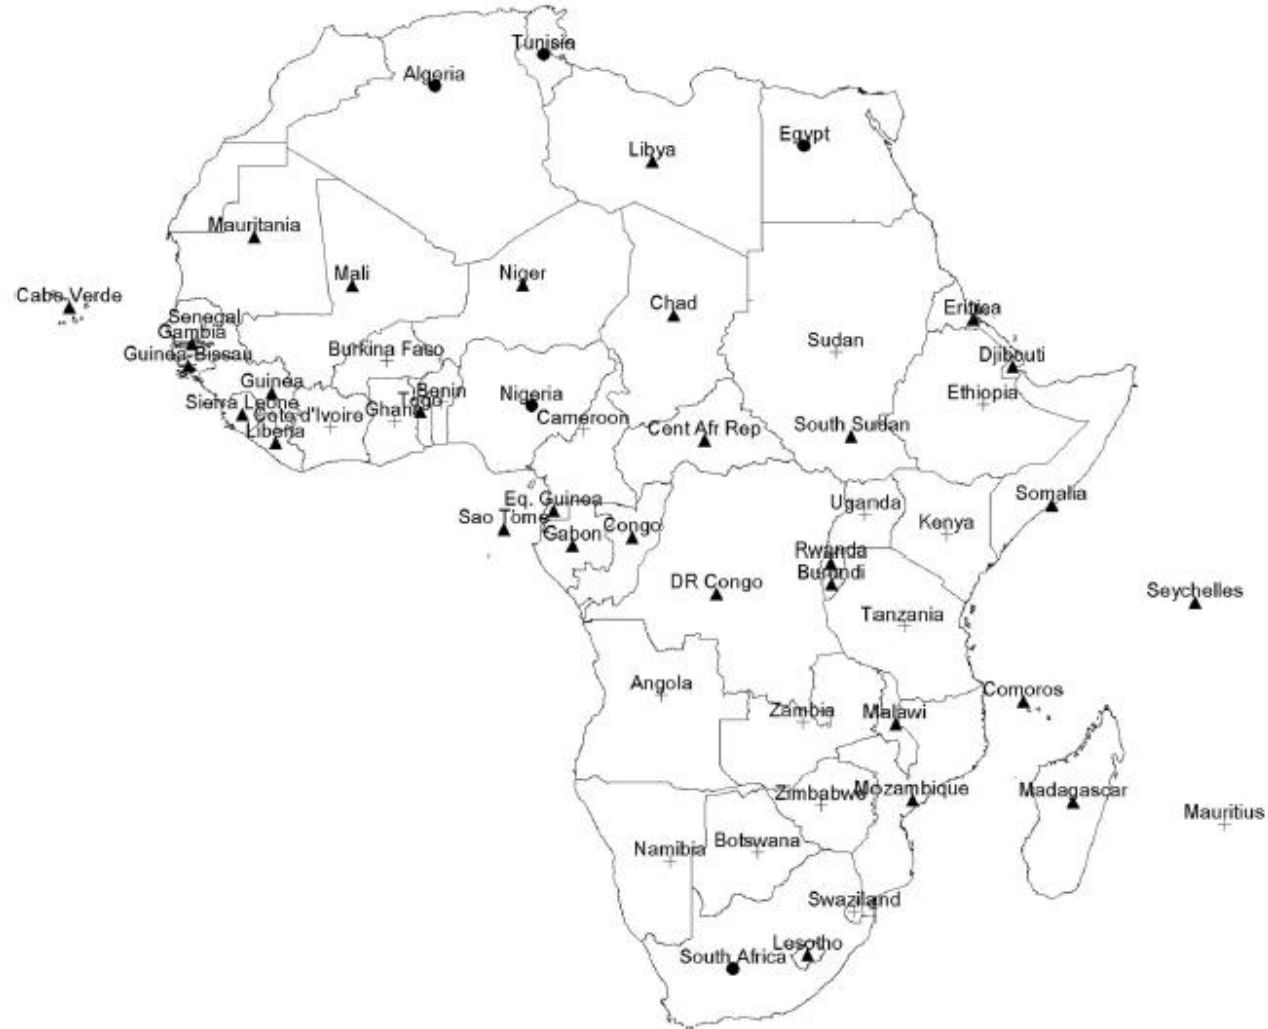 Tunisia
Algeria
Egypt
Libya
Mauritania
Mali
Niger
Cabo Verde
Chad
Eritrea
Senegal
Gambia
Sudan
Burkina Faso
Guinea-Bissau
Djibouti
Guinea
Benin
Nigeria
Ethiopia
Togo
Sierra Leone
Ghana
Cote d'Ivoire
Cameroon
South Sudan
Cent Afr Rep
Liberia
Somalia
Eq. Guinea
Uganda
Sao Tome
Kenya
Congo
Gabon
Rwanda
Burundi
DR Congo
Seychelles
Tanzania
Angola
Comoros
Zambia
Malawi
Mozambique
Madagascar
Zimbabwe
Mauritius
Botswana
Namibia
Swaziland
Lesotho
South Africa